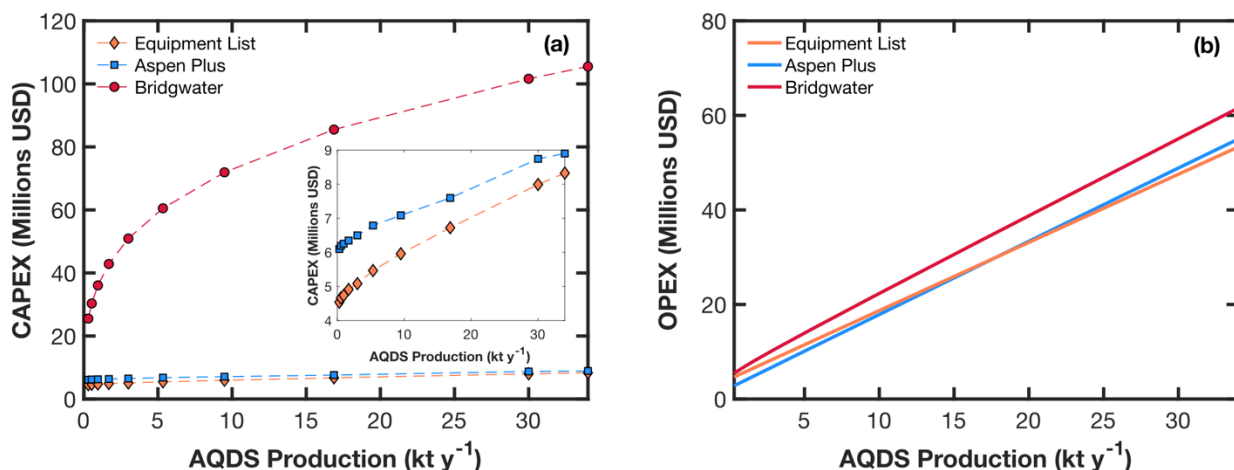 (a)
Equipment List
Aspen Plus
Bridgwater
CAPEX (Millions USD)
120
100
80
60
40
20
0
0
5
10
15
20
25
30
AQDS Production (kt y⁻¹)
CAPEX (Millions USD)
9
8
7
6
5
4
0
10
20
30
AQDS Production (kt y⁻¹)
(b)
Equipment List
Aspen Plus
Bridgwater
OPEX (Millions USD)
80
60
40
20
0
5
10
15
20
25
30
AQDS Production (kt y⁻¹)